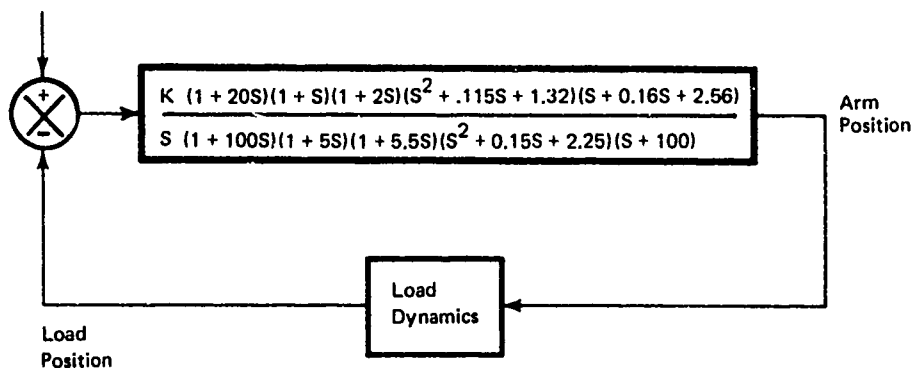 +
−
K (1 + 20S)(1 + S)(1 + 2S)(S² + .115S + 1.32)(S + 0.16S + 2.56)
S (1 + 100S)(1 + 5S)(1 + 5.5S)(S² + 0.15S + 2.25)(S + 100)
Arm
Position
Load
Dynamics
Load
Position